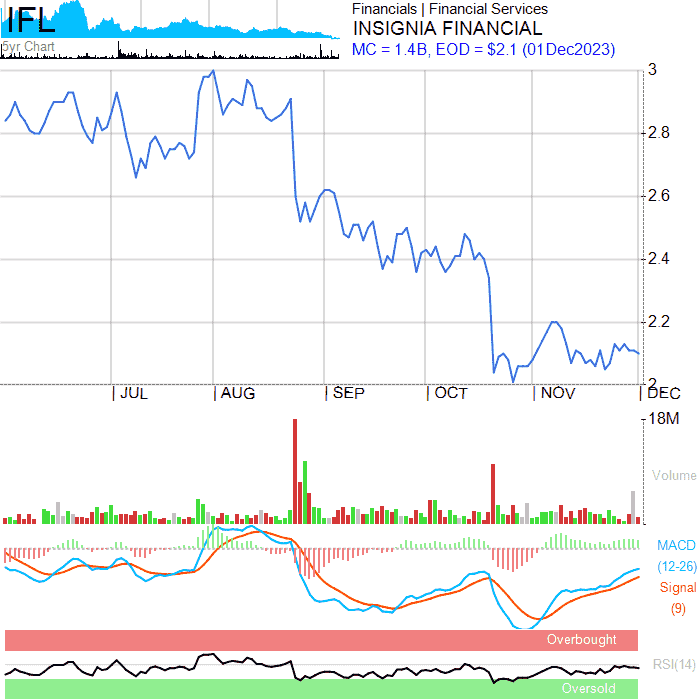 IFL
5yr Chart
Financials | Financial Services
INSIGNIA FINANCIAL
MC = 1.4B, EOD = $2.1 (01Dec2023)
3
2.8
2.6
2.4
2.2
2
JUL
AUG
SEP
OCT
NOV
DEC
18M
Volume
MACD
(12-26)
Signal
(9)
Overbought
RSI(14)
Oversold